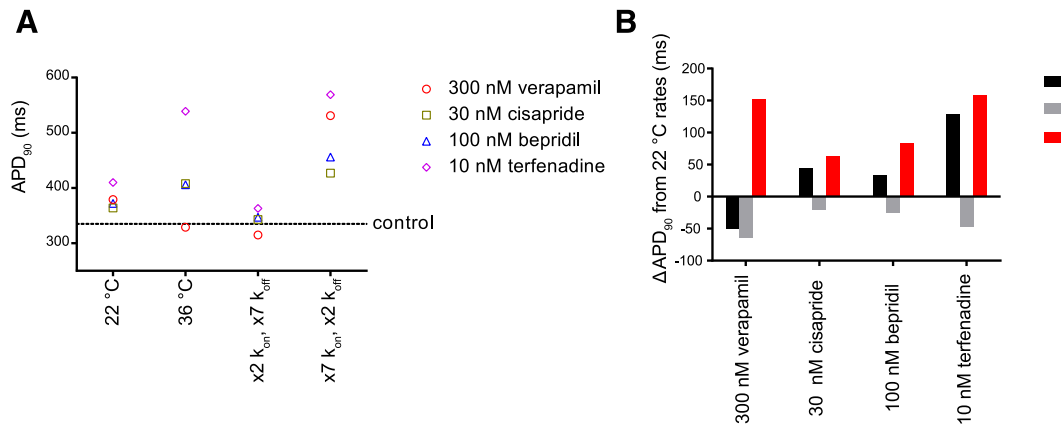 A
APD90 (ms)
600
500
400
300
control
22 °C
36 °C
x2 kon, x7 koff
x7 kon, x2 koff
300 nM verapamil
30 nM cisapride
100 nM bepridil
10 nM terfenadine
B
ΔAPD90 from 22 °C rates (ms)
200
150
100
50
0
-50
-100
300 nM verapamil
30 nM cisapride
100 nM bepridil
10 nM terfenadine